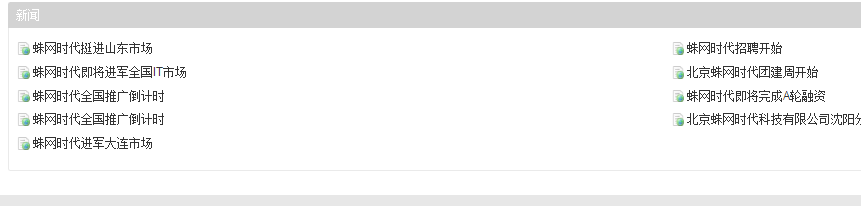 新闻
蛛网时代挺进山东市场
蛛网时代即将进军全国IT市场
蛛网时代全国推广倒计时
蛛网时代全国推广倒计时
蛛网时代进军大连市场
蛛网时代招聘开始
北京蛛网时代团建周开始
蛛网时代即将完成A轮融资
北京蛛网时代科技有限公司沈阳分